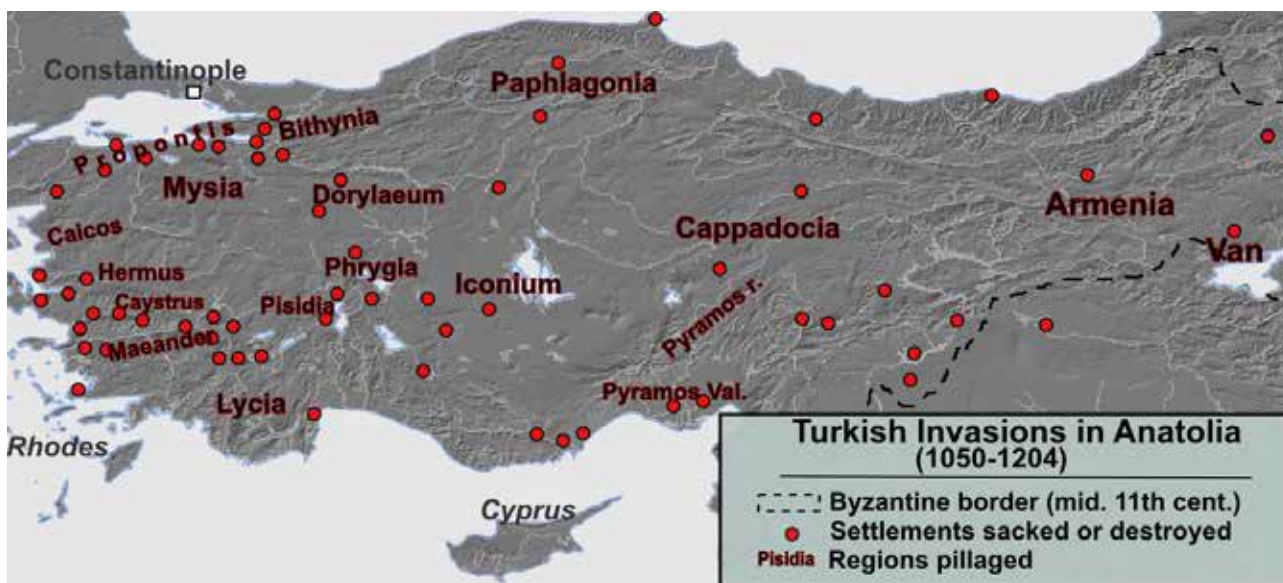 Constantinople
Paphlagonia
Propontis
Bithynia
Mysia
Dorylaeum
Armenia
Cappadocia
Caicos
Van
Phrygia
Hermus
Iconium
Caystrus
Pisidia
Pyramos r.
Maeander
Pyramos Val.
Lycia
Rhodes
Cyprus
Turkish Invasions in Anatolia
(1050-1204)
Byzantine border (mid. 11th cent.)
Settlements sacked or destroyed
Pisidia Regions pillaged